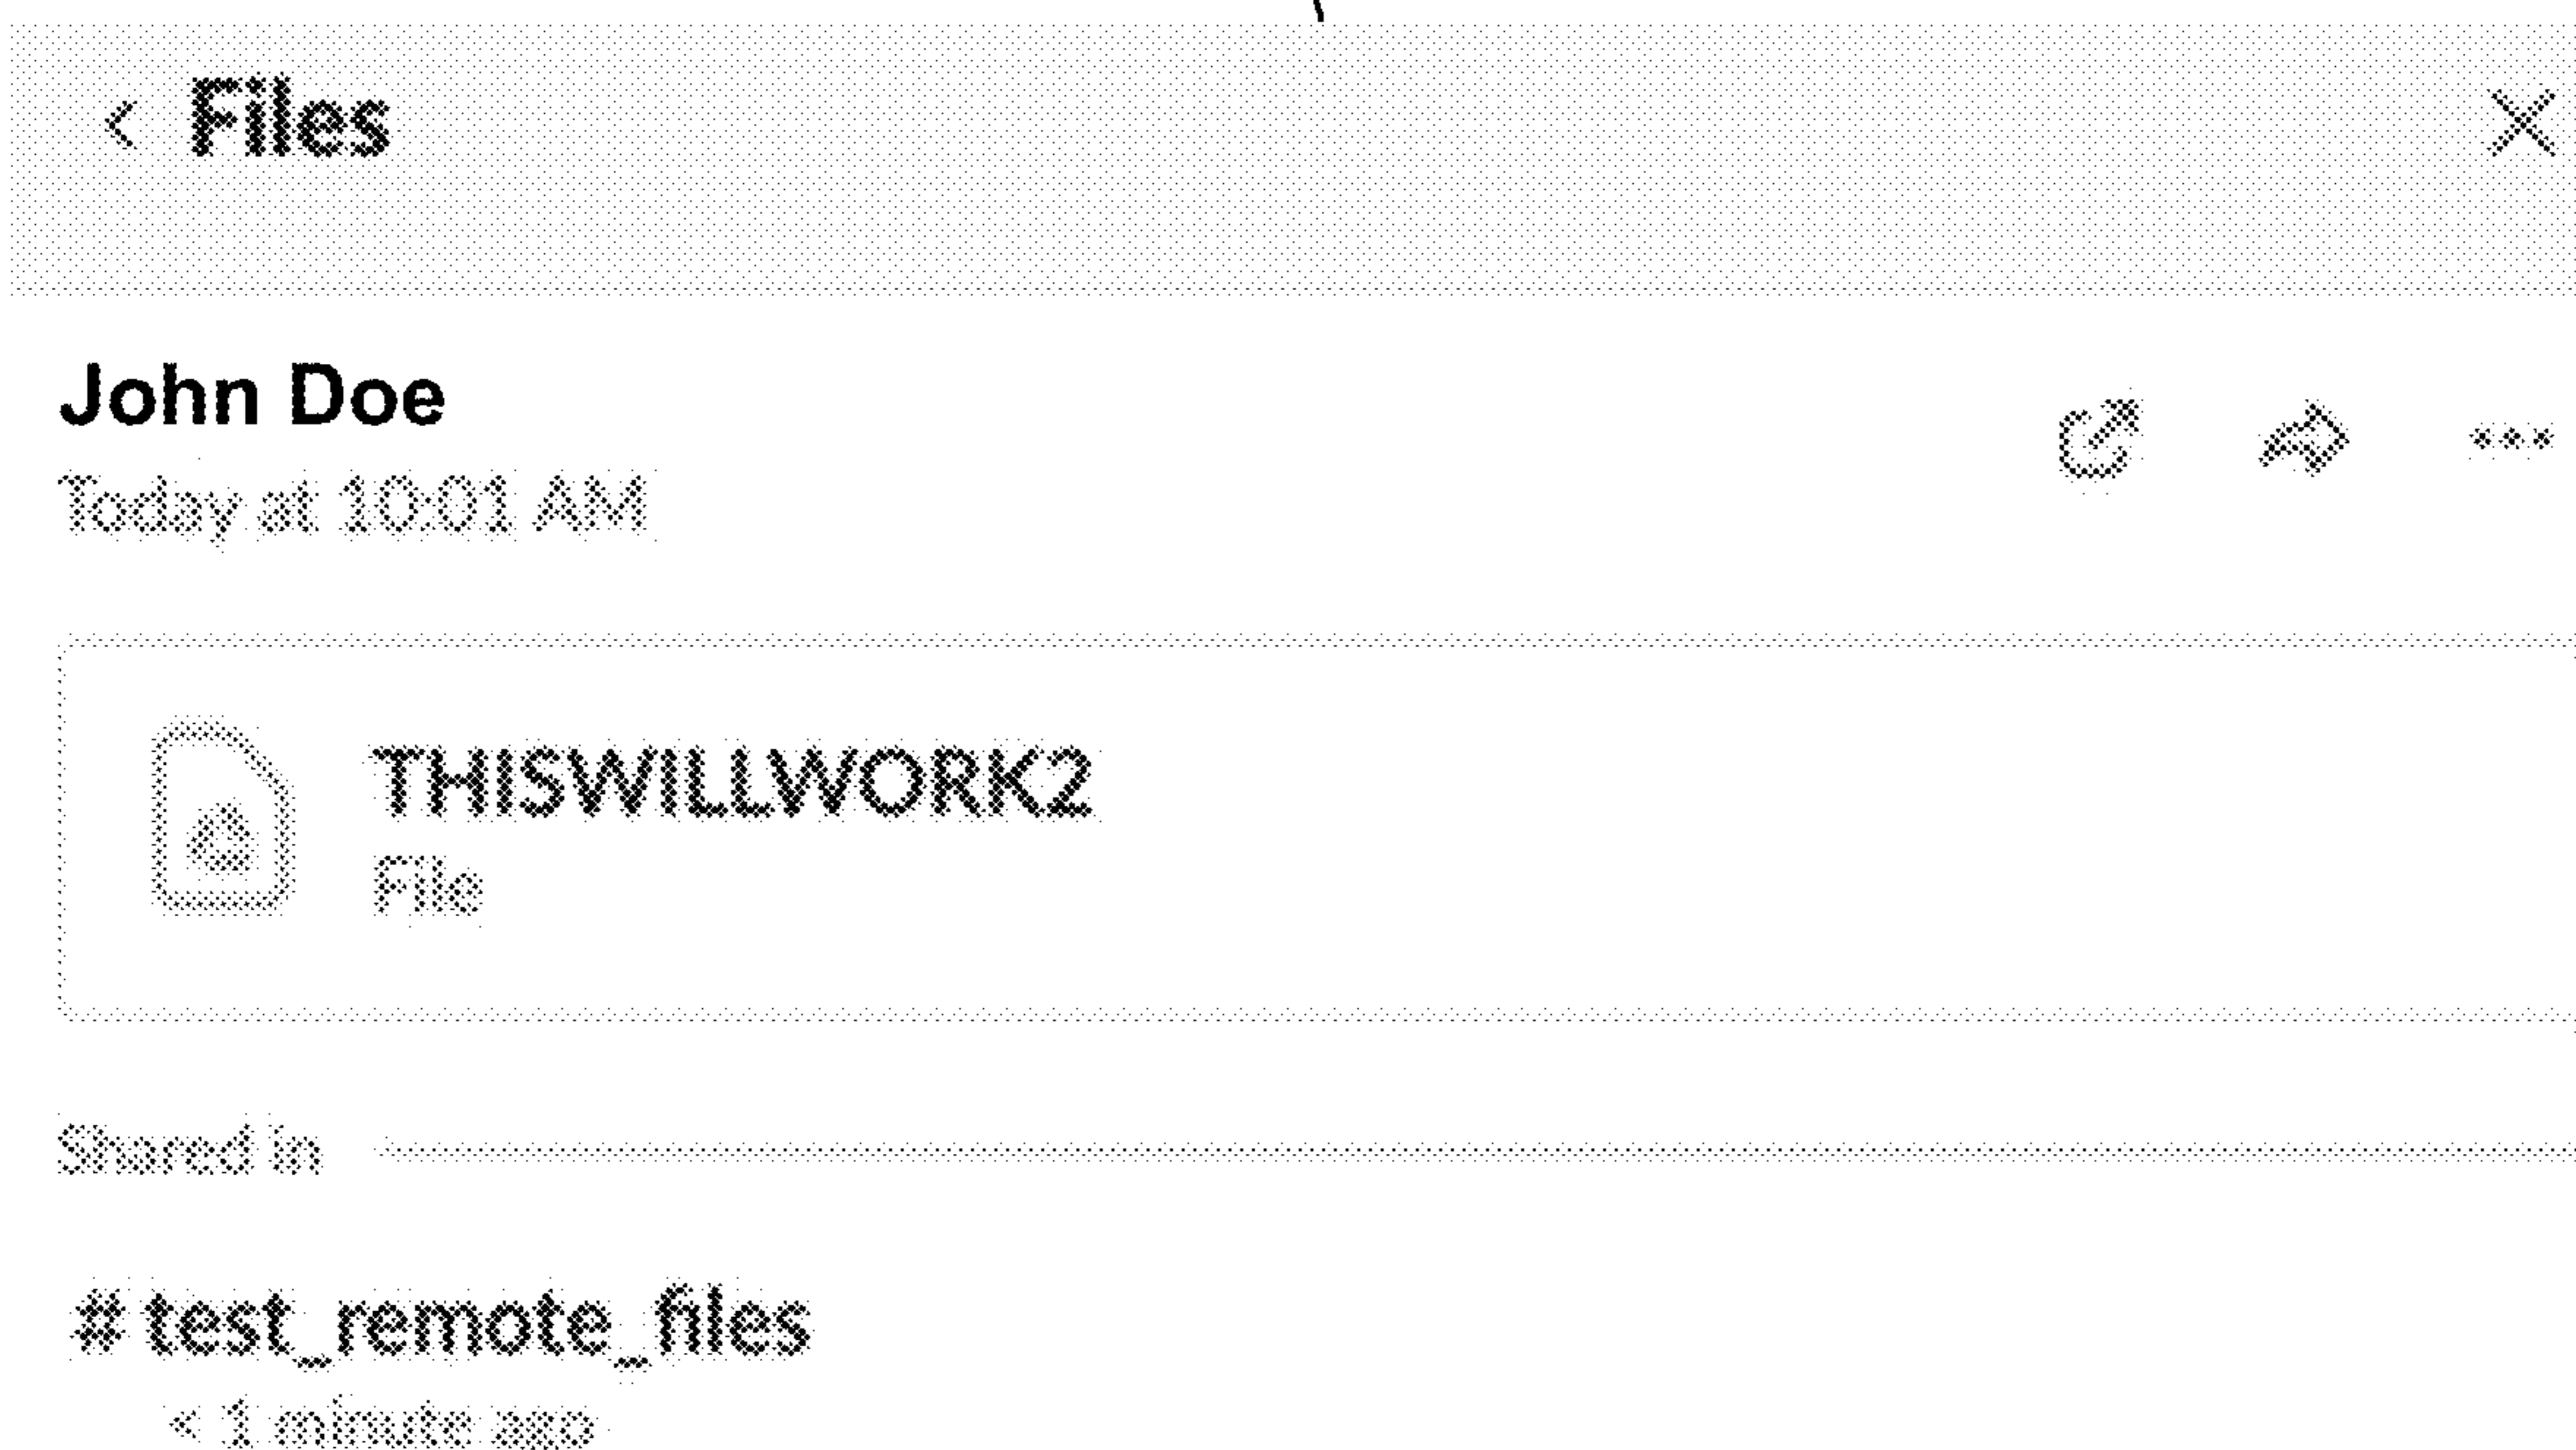 < Files
John Doe
Today at 10:01 AM
THISWILLWORK2
File
Shared in
# test_remote_files
< 1 minute ago